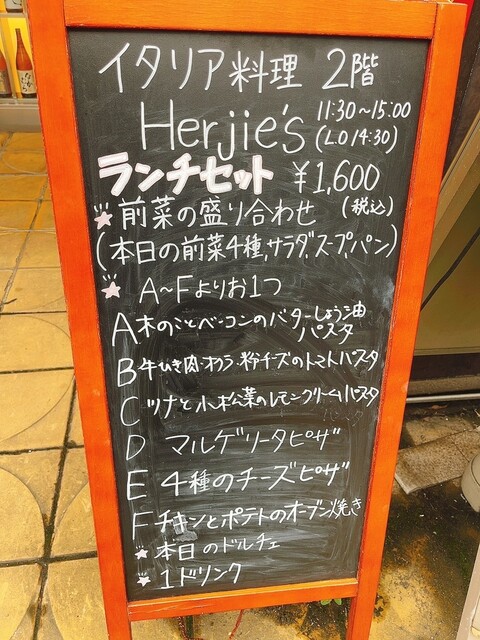 イタリア料理 2階
Herjie's
11:30～15:00
(L.O 14:30)
ランチセット ¥1,600
(税込)
★前菜の盛り合わせ
(本日の前菜4種,サラダ,スープ,パン)
★ A～Fよりお1つ
A 木のことベーコンのバターしょう油
パスタ
B 牛ひき肉・オクラ・粉チーズのトマトパスタ
C ツナと小松菜のレモンクリームパスタ
D マルゲリータピザ
E 4種のチーズピザ
F チキンとポテトのオーブン焼き
★ 本日のドルチェ
★ 1ドリンク